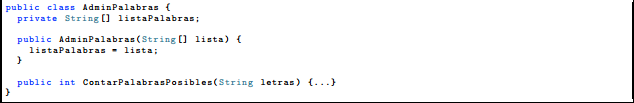 public class AdminPalabras {
private String[] listaPalabras;
public AdminPalabras(String[] lista) {
listaPalabras = lista;
}
public int ContarPalabrasPosibles(String letras) {...}
}